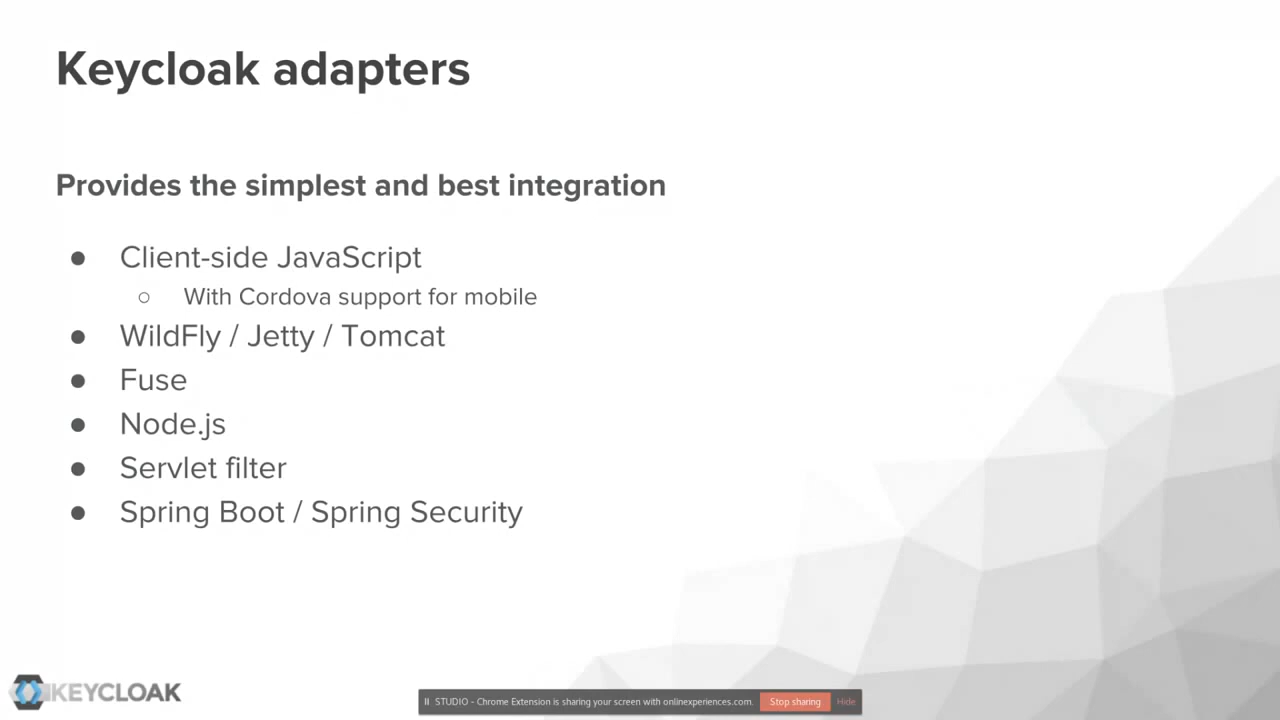 Keycloak adapters
Provides the simplest and best integration
● Client-side JavaScript
○ With Cordova support for mobile
● WildFly / Jetty / Tomcat
● Fuse
● Node.js
● Servlet filter
● Spring Boot / Spring Security
KEYCLOAK
STUDIO - Chrome Extension is sharing your screen with onlinexperiences.com. Stop sharing Hide